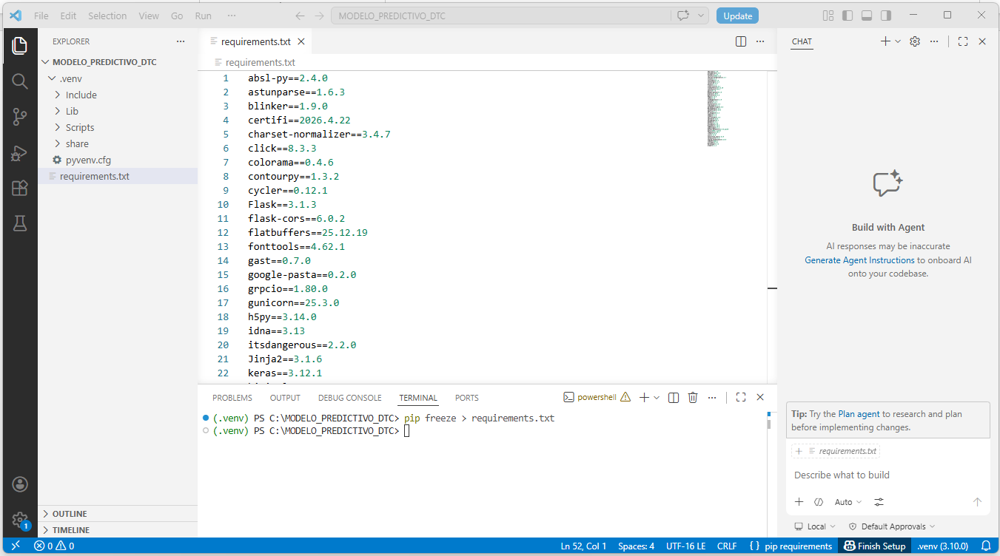 File Edit Selection View Go Run ···
MODELO_PREDICTIVO_DTC
Update
EXPLORER
MODELO_PREDICTIVO_DTC
.venv
Include
Lib
Scripts
share
pyvenv.cfg
requirements.txt
OUTLINE
TIMELINE
requirements.txt
requirements.txt
1 absl-py==2.4.0
2 astunparse==1.6.3
3 blinker==1.9.0
4 certifi==2026.4.22
5 charset-normalizer==3.4.7
6 click==8.3.3
7 colorama==0.4.6
8 contourpy==1.3.2
9 cycler==0.12.1
10 Flask==3.1.3
11 flask-cors==6.0.2
12 flatbuffers==25.12.19
13 fonttools==4.62.1
14 gast==0.7.0
15 google-pasta==0.2.0
16 grpcio==1.80.0
17 gunicorn==25.3.0
18 h5py==3.14.0
19 idna==3.13
20 itsdangerous==2.2.0
21 Jinja2==3.1.6
22 keras==3.12.1
PROBLEMS OUTPUT DEBUG CONSOLE TERMINAL PORTS
powershell
(.venv) PS C:\MODELO_PREDICTIVO_DTC> pip freeze > requirements.txt
(.venv) PS C:\MODELO_PREDICTIVO_DTC>
CHAT
Build with Agent
AI responses may be inaccurate
Generate Agent Instructions to onboard AI
onto your codebase.
Tip: Try the Plan agent to research and plan
before implementing changes.
requirements.txt
Describe what to build
Auto
Local Default Approvals
1
0 0
Ln 52, Col 1 Spaces: 4 UTF-16 LE CRLF { } pip requirements Finish Setup .venv (3.10.0)